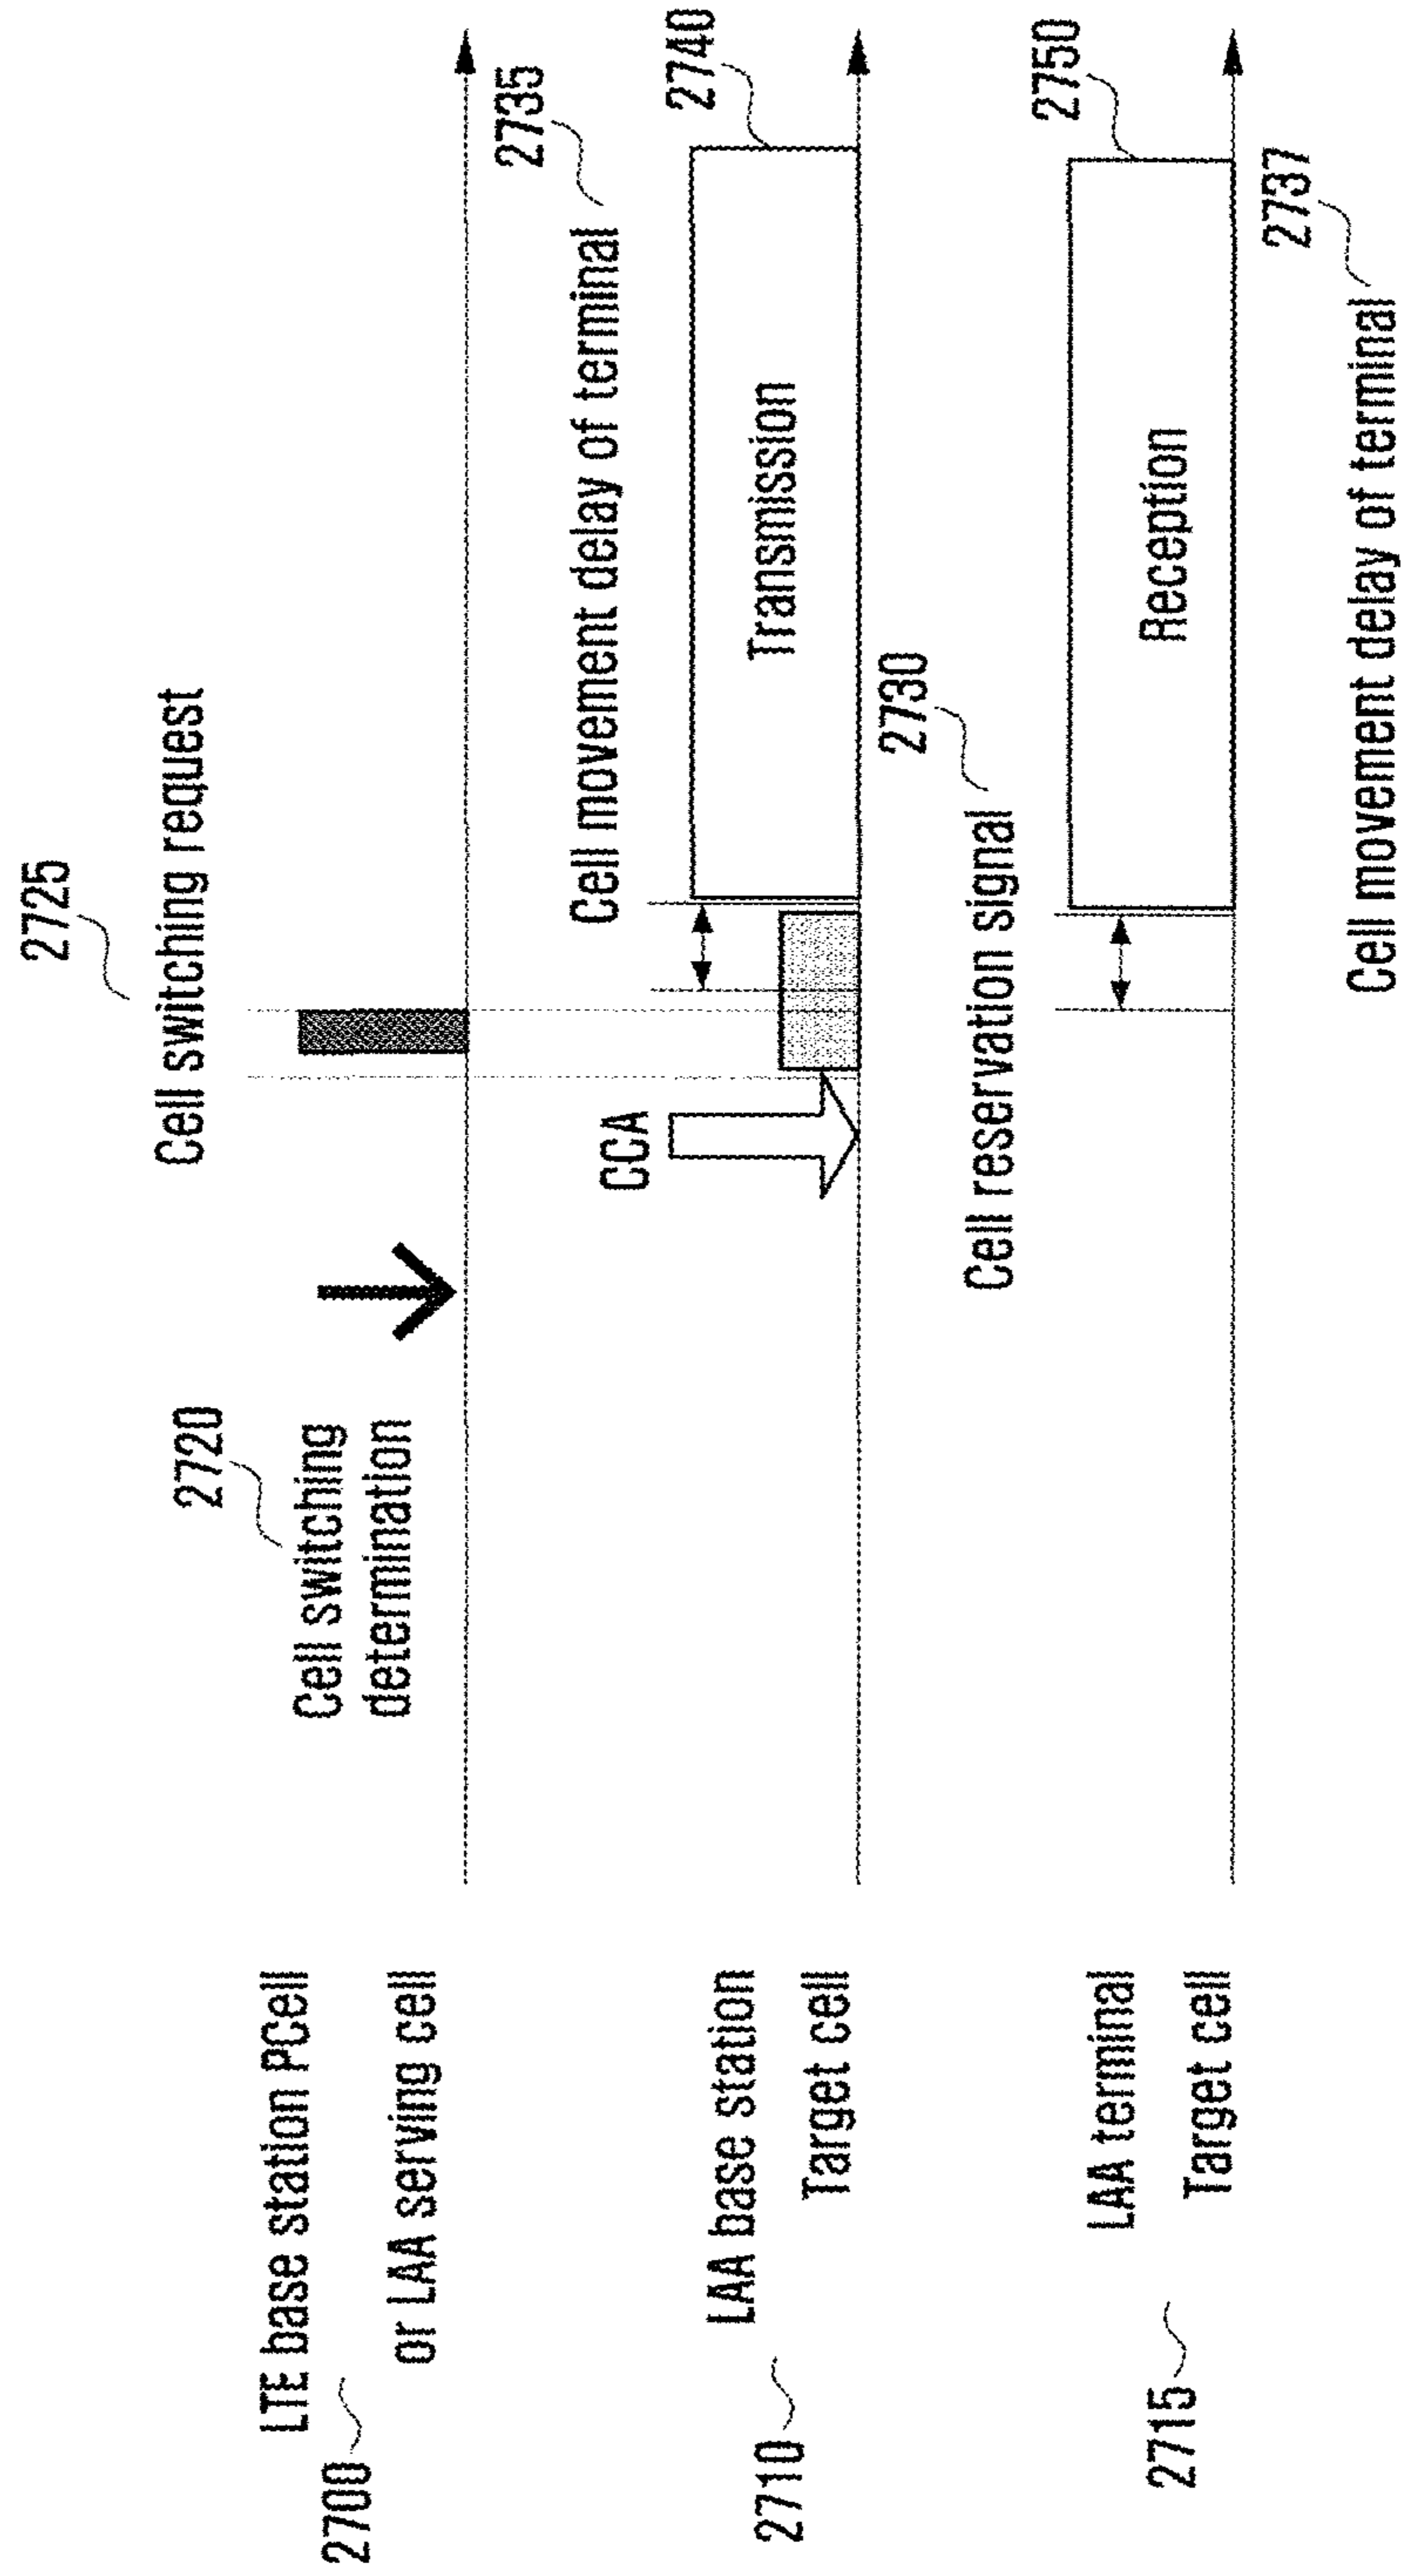 2725
Cell switching request
2720
Cell switching
determination
LTE base station PCell
or LAA serving cell
2700
2735
Cell movement delay of terminal
CCA
2740
Transmission
LAA base station
Target cell
2710
2730
Cell reservation signal
2750
Reception
LAA terminal
Target cell
2715
2737
Cell movement delay of terminal